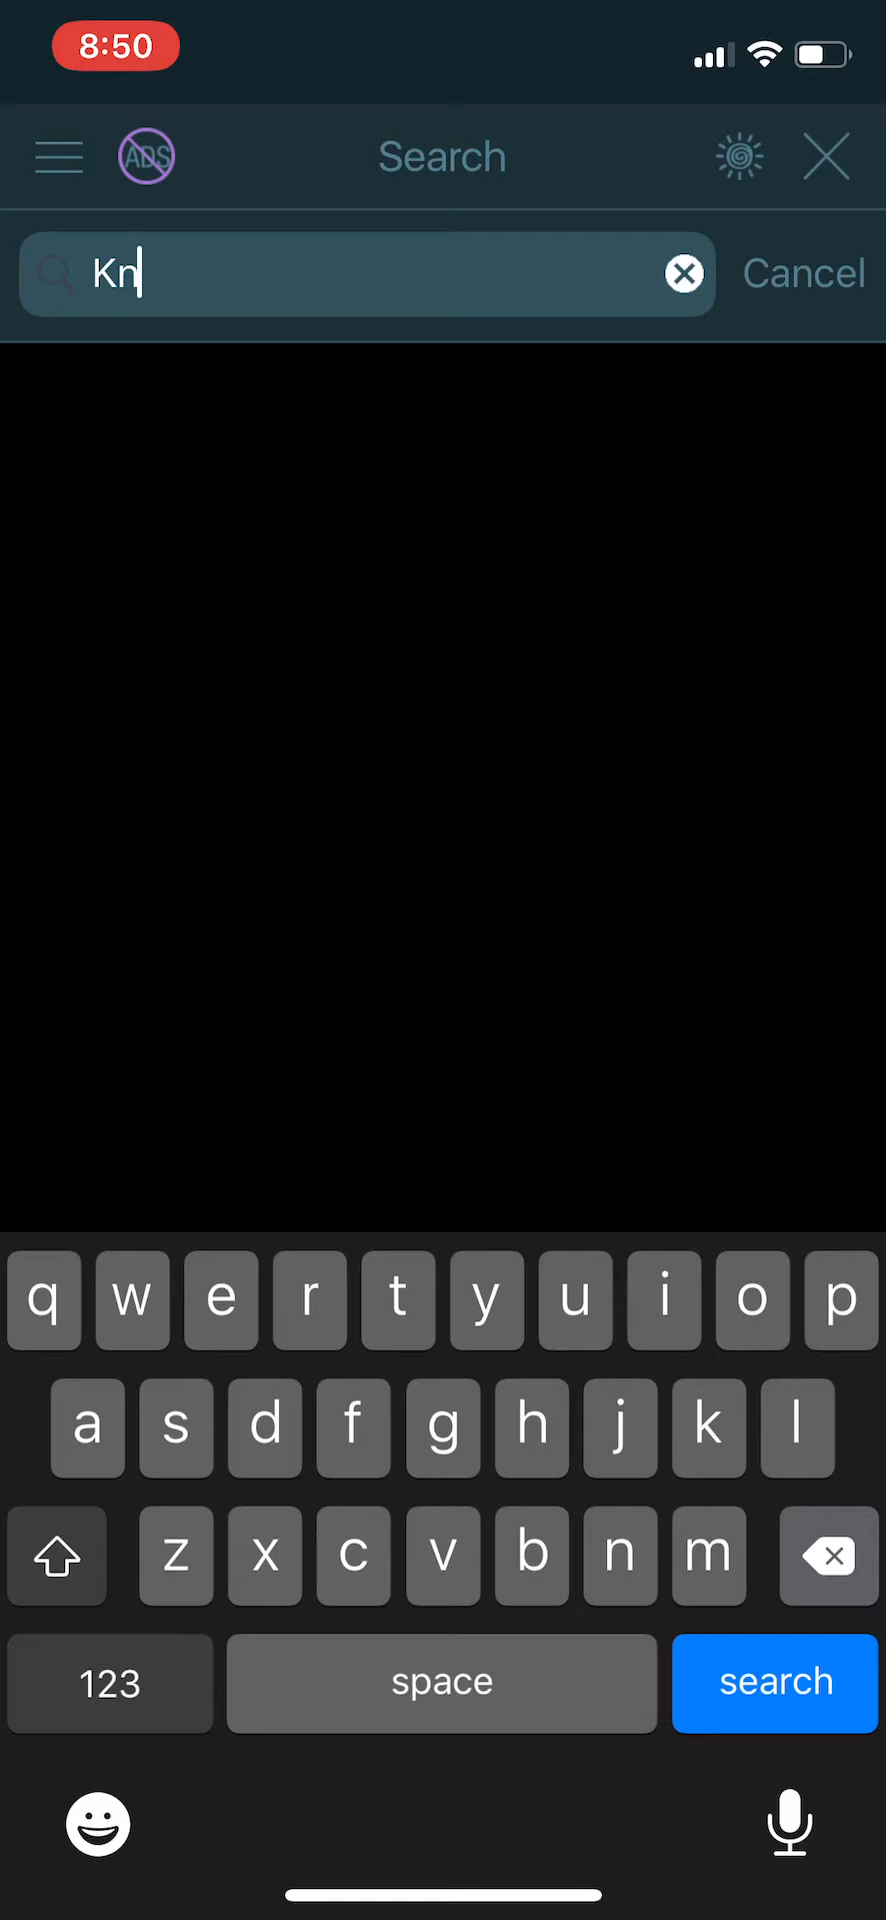 8:50
ADS Search
Kn Cancel
q w e r t y u i o p
a s d f g h j k l
z x c v b n m
123 space search